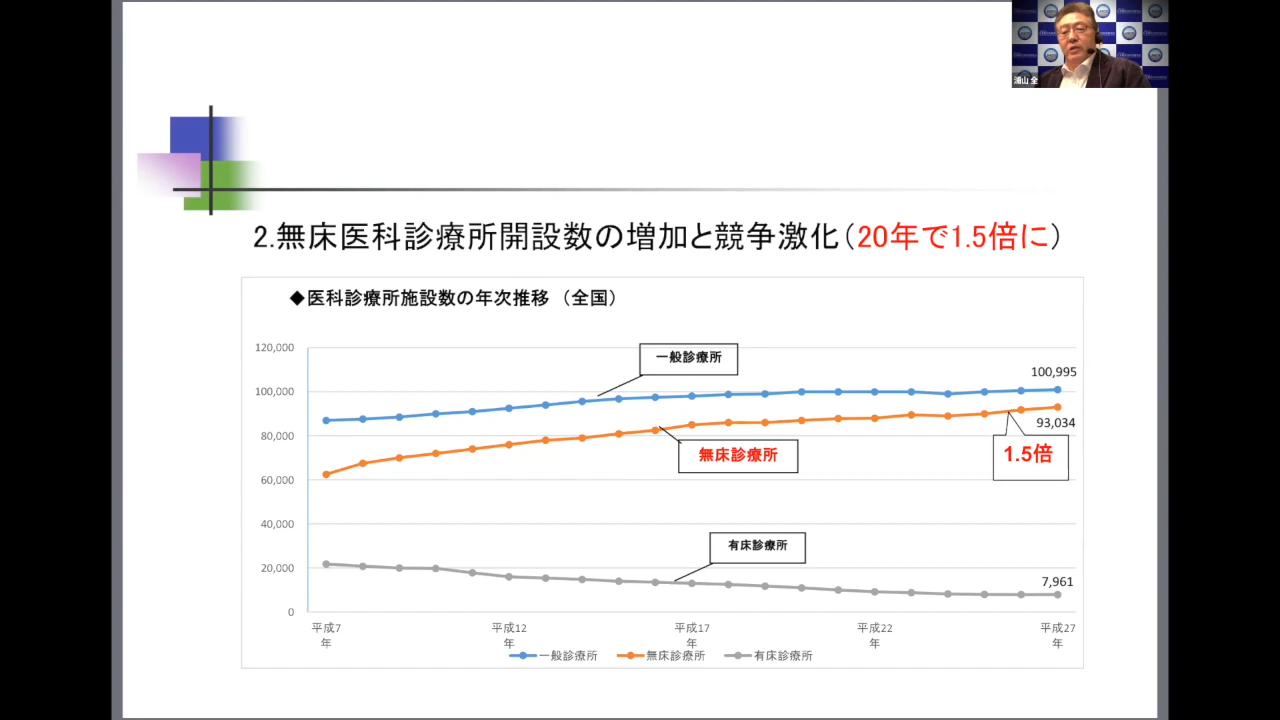 浦山 全
2.無床医科診療所開設数の増加と競争激化(20年で1.5倍に)
◆医科診療所施設数の年次推移 (全国)
120,000
100,000
80,000
60,000
40,000
20,000
0
一般診療所
100,995
93,034
無床診療所
1.5倍
有床診療所
7,961
平成7年
平成12年
平成17年
平成22年
平成27年
一般診療所 無床診療所 有床診療所